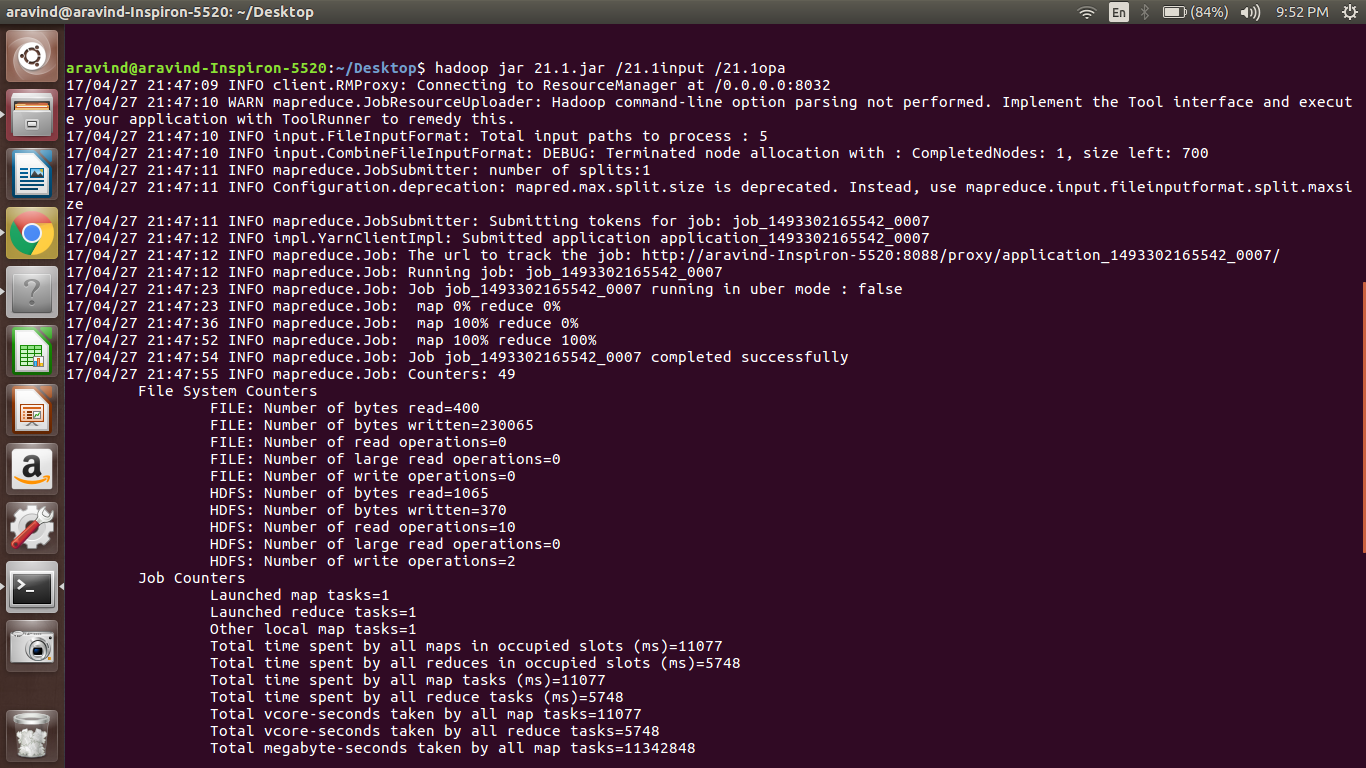 aravind@aravind-Inspiron-5520: ~/Desktop
En
(84%)
9:52 PM
aravind@aravind-Inspiron-5520:~/Desktop$ hadoop jar 21.1.jar /21.1input /21.1opa
17/04/27 21:47:09 INFO client.RMProxy: Connecting to ResourceManager at /0.0.0.0:8032
17/04/27 21:47:10 WARN mapreduce.JobResourceUploader: Hadoop command-line option parsing not performed. Implement the Tool interface and execut
e your application with ToolRunner to remedy this.
17/04/27 21:47:10 INFO input.FileInputFormat: Total input paths to process : 5
17/04/27 21:47:10 INFO input.CombineFileInputFormat: DEBUG: Terminated node allocation with : CompletedNodes: 1, size left: 700
17/04/27 21:47:11 INFO mapreduce.JobSubmitter: number of splits:1
17/04/27 21:47:11 INFO Configuration.deprecation: mapred.max.split.size is deprecated. Instead, use mapreduce.input.fileinputformat.split.maxsi
ze
17/04/27 21:47:11 INFO mapreduce.JobSubmitter: Submitting tokens for job: job_1493302165542_0007
17/04/27 21:47:12 INFO impl.YarnClientImpl: Submitted application application_1493302165542_0007
17/04/27 21:47:12 INFO mapreduce.Job: The url to track the job: http://aravind-Inspiron-5520:8088/proxy/application_1493302165542_0007/
17/04/27 21:47:12 INFO mapreduce.Job: Running job: job_1493302165542_0007
17/04/27 21:47:23 INFO mapreduce.Job: Job job_1493302165542_0007 running in uber mode : false
17/04/27 21:47:23 INFO mapreduce.Job:  map 0% reduce 0%
17/04/27 21:47:36 INFO mapreduce.Job:  map 100% reduce 0%
17/04/27 21:47:52 INFO mapreduce.Job:  map 100% reduce 100%
17/04/27 21:47:54 INFO mapreduce.Job: Job job_1493302165542_0007 completed successfully
17/04/27 21:47:55 INFO mapreduce.Job: Counters: 49
File System Counters
FILE: Number of bytes read=400
FILE: Number of bytes written=230065
FILE: Number of read operations=0
FILE: Number of large read operations=0
FILE: Number of write operations=0
HDFS: Number of bytes read=1065
HDFS: Number of bytes written=370
HDFS: Number of read operations=10
HDFS: Number of large read operations=0
HDFS: Number of write operations=2
Job Counters
Launched map tasks=1
Launched reduce tasks=1
Other local map tasks=1
Total time spent by all maps in occupied slots (ms)=11077
Total time spent by all reduces in occupied slots (ms)=5748
Total time spent by all map tasks (ms)=11077
Total time spent by all reduce tasks (ms)=5748
Total vcore-seconds taken by all map tasks=11077
Total vcore-seconds taken by all reduce tasks=5748
Total megabyte-seconds taken by all map tasks=11342848